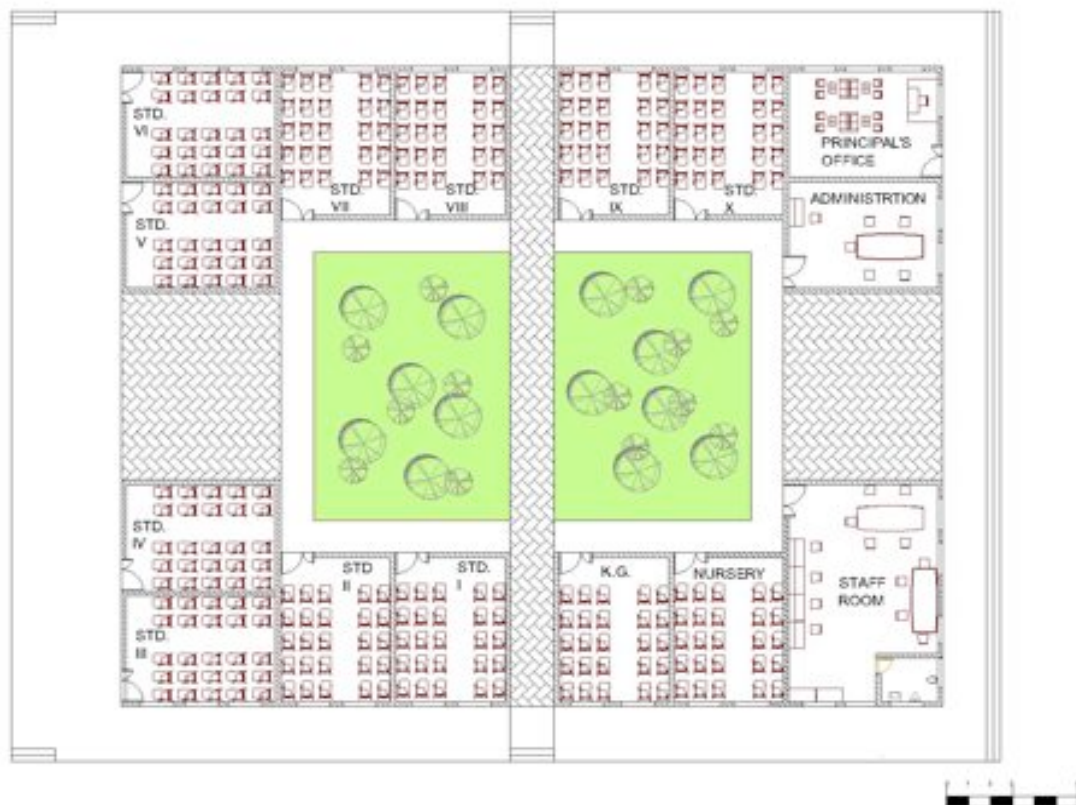 STD.
VI
STD.
VII
STD.
VIII
STD.
IX
STD.
X
PRINCIPAL'S
OFFICE
STD.
V
ADMINISTRTION
STD.
IV
STD
II
STD.
I
K.G.
NURSERY
STAFF
ROOM
STD.
III